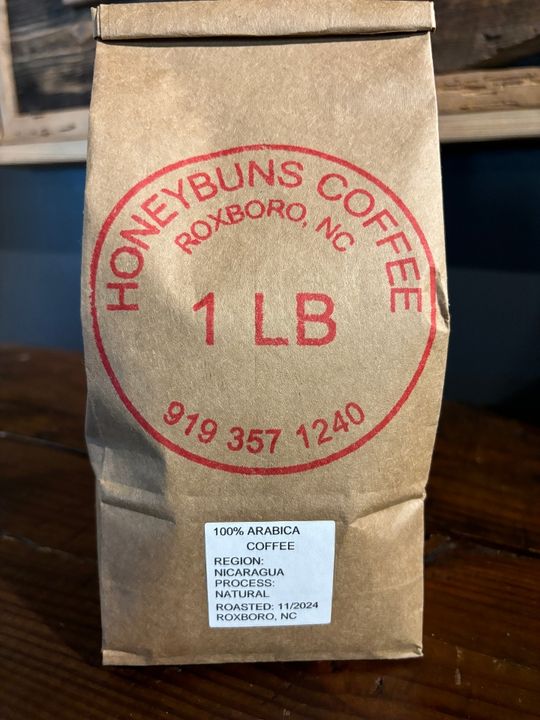 HONEYBUNS COFFEE
ROXBORO, NC
1 LB
919 357 1240
100% ARABICA
COFFEE
REGION:
NICARAGUA
PROCESS:
NATURAL
ROASTED: 11/2024
ROXBORO, NC